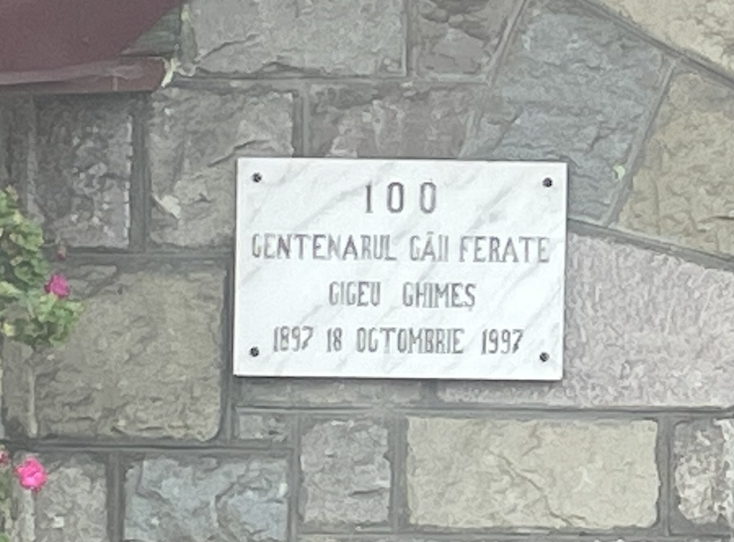 100
CENTENARUL CĂII FERATE
CICEU GHIMEȘ
1897 18 OCTOMBRIE 1997